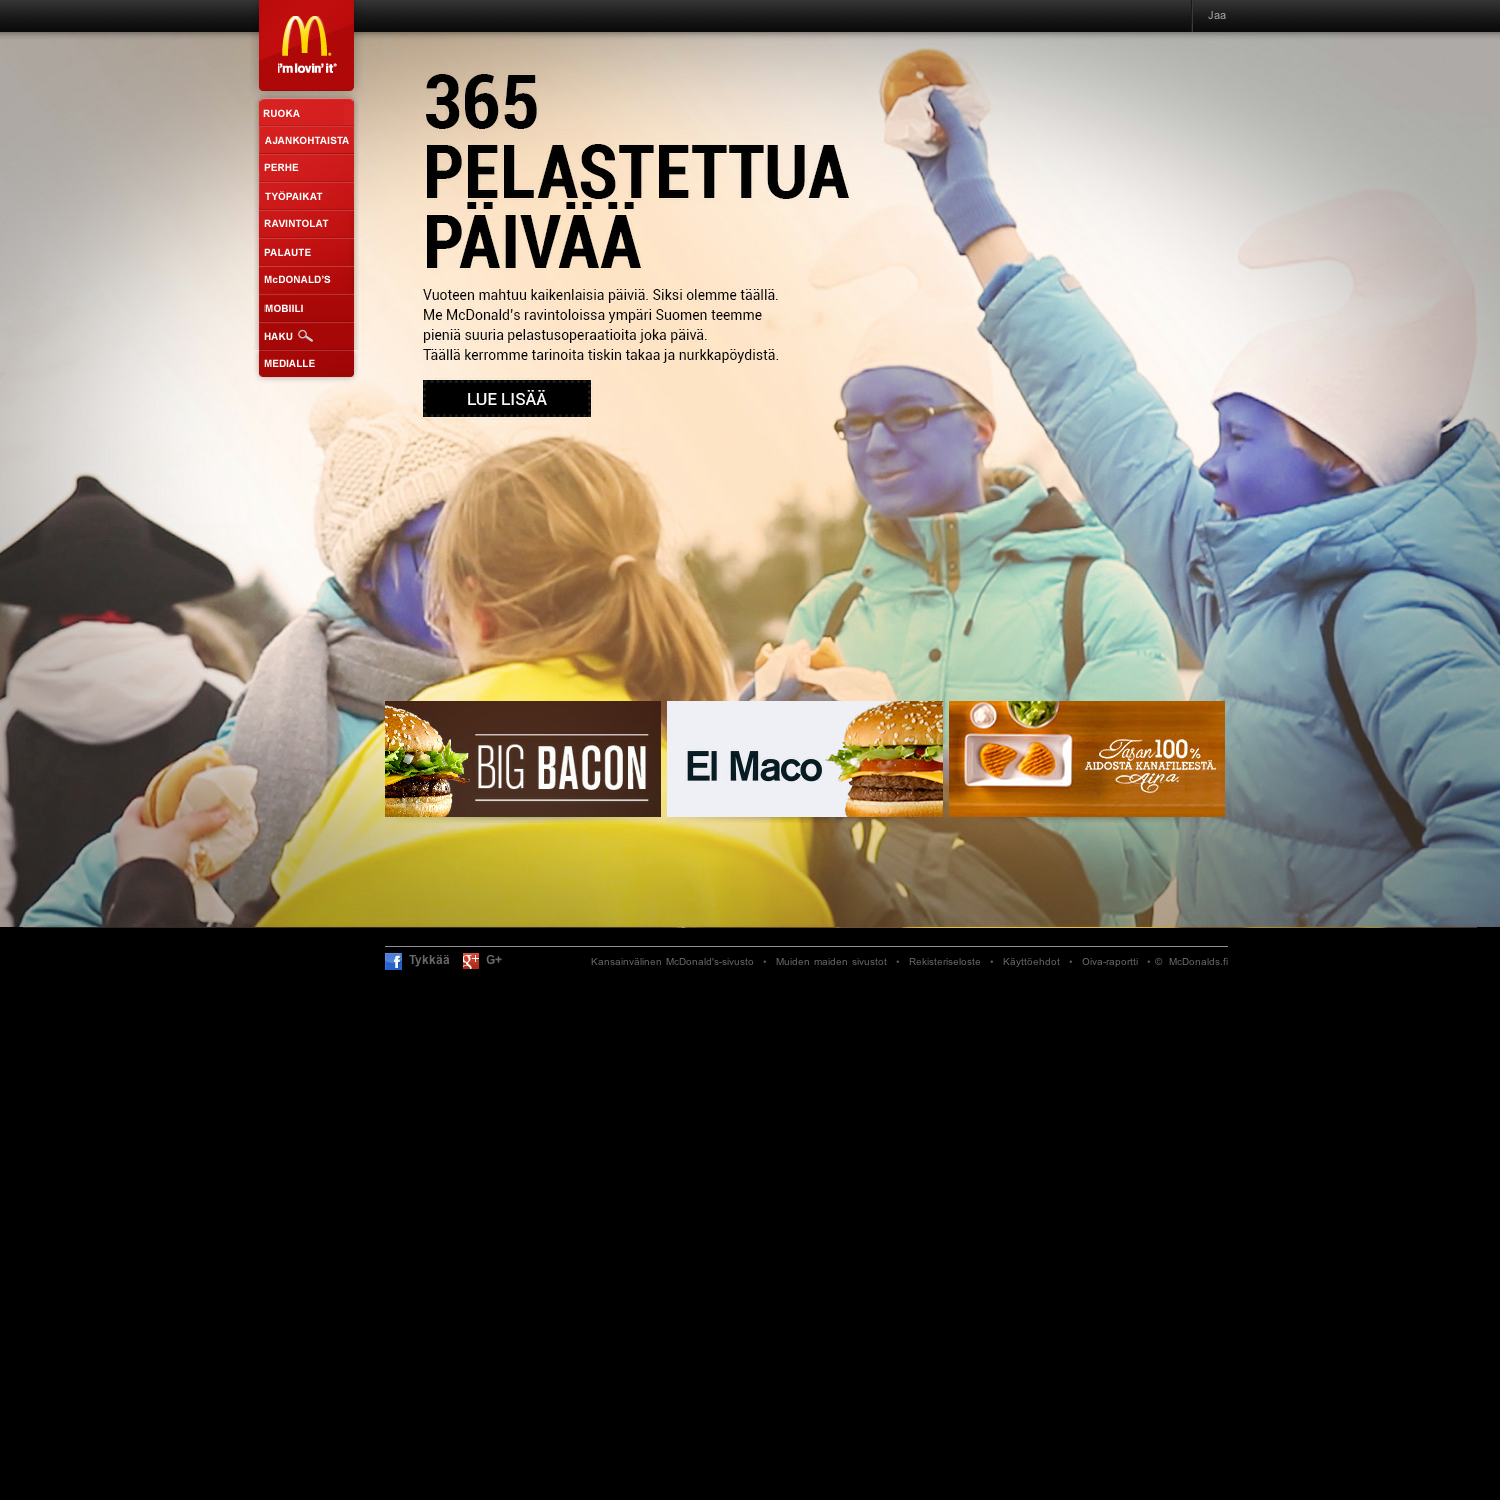 Jaa
i'm lovin' it®
RUOKA
AJANKOHTAISTA
PERHE
TYÖPAIKAT
RAVINTOLAT
PALAUTE
McDONALD'S
MOBIILI
HAKU
MEDIALLE
365
PELASTETTUA
PÄIVÄÄ
Vuoteen mahtuu kaikenlaisia päiviä. Siksi olemme täällä.
Me McDonald's ravintoloissa ympäri Suomen teemme
pieniä suuria pelastusoperaatioita joka päivä.
Täällä kerromme tarinoita tiskin takaa ja nurkkapöydistä.
LUE LISÄÄ
BIG BACON
El Maco
Tasan 100%
AIDOSTA KANAFILEESTÄ.
Aina.
Tykkää G+
Kansainvälinen McDonald's-sivusto • Muiden maiden sivustot • Rekisteriseloste • Käyttöehdot • Oiva-raportti • © McDonalds.fi